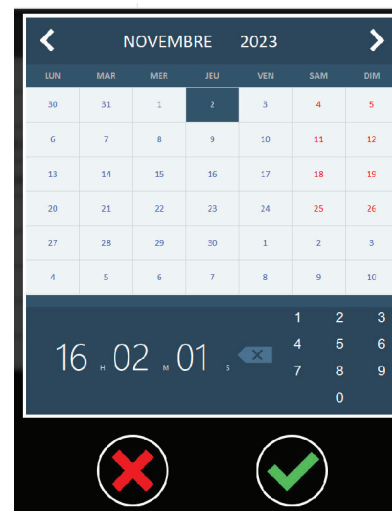 NOVEMBRE 2023
LUN MAR MER JEU VEN SAM DIM
30 31 1 2 3 4 5
6 7 8 9 10 11 12
13 14 15 16 17 18 19
20 21 22 23 24 25 26
27 28 29 30 1 2 3
4 5 6 7 8 9 10
1 2 3
16 H 02 M 01 S 4 5 6
7 8 9
0